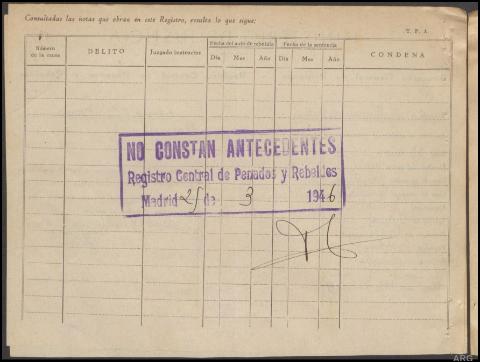 Consultadas las notas que obran en este Registro, resulta lo que sigue:
T. P. A.
Número de la causa
DELITO
Juzgado instructor
Fecha del auto de rebeldía
Día Mes Año
Fecha de la sentencia
Día Mes Año
CONDENA
NO CONSTAN ANTECEDENTES
Registro Central de Penados y Rebeldes
Madrid 25 de 3 1946
ARG